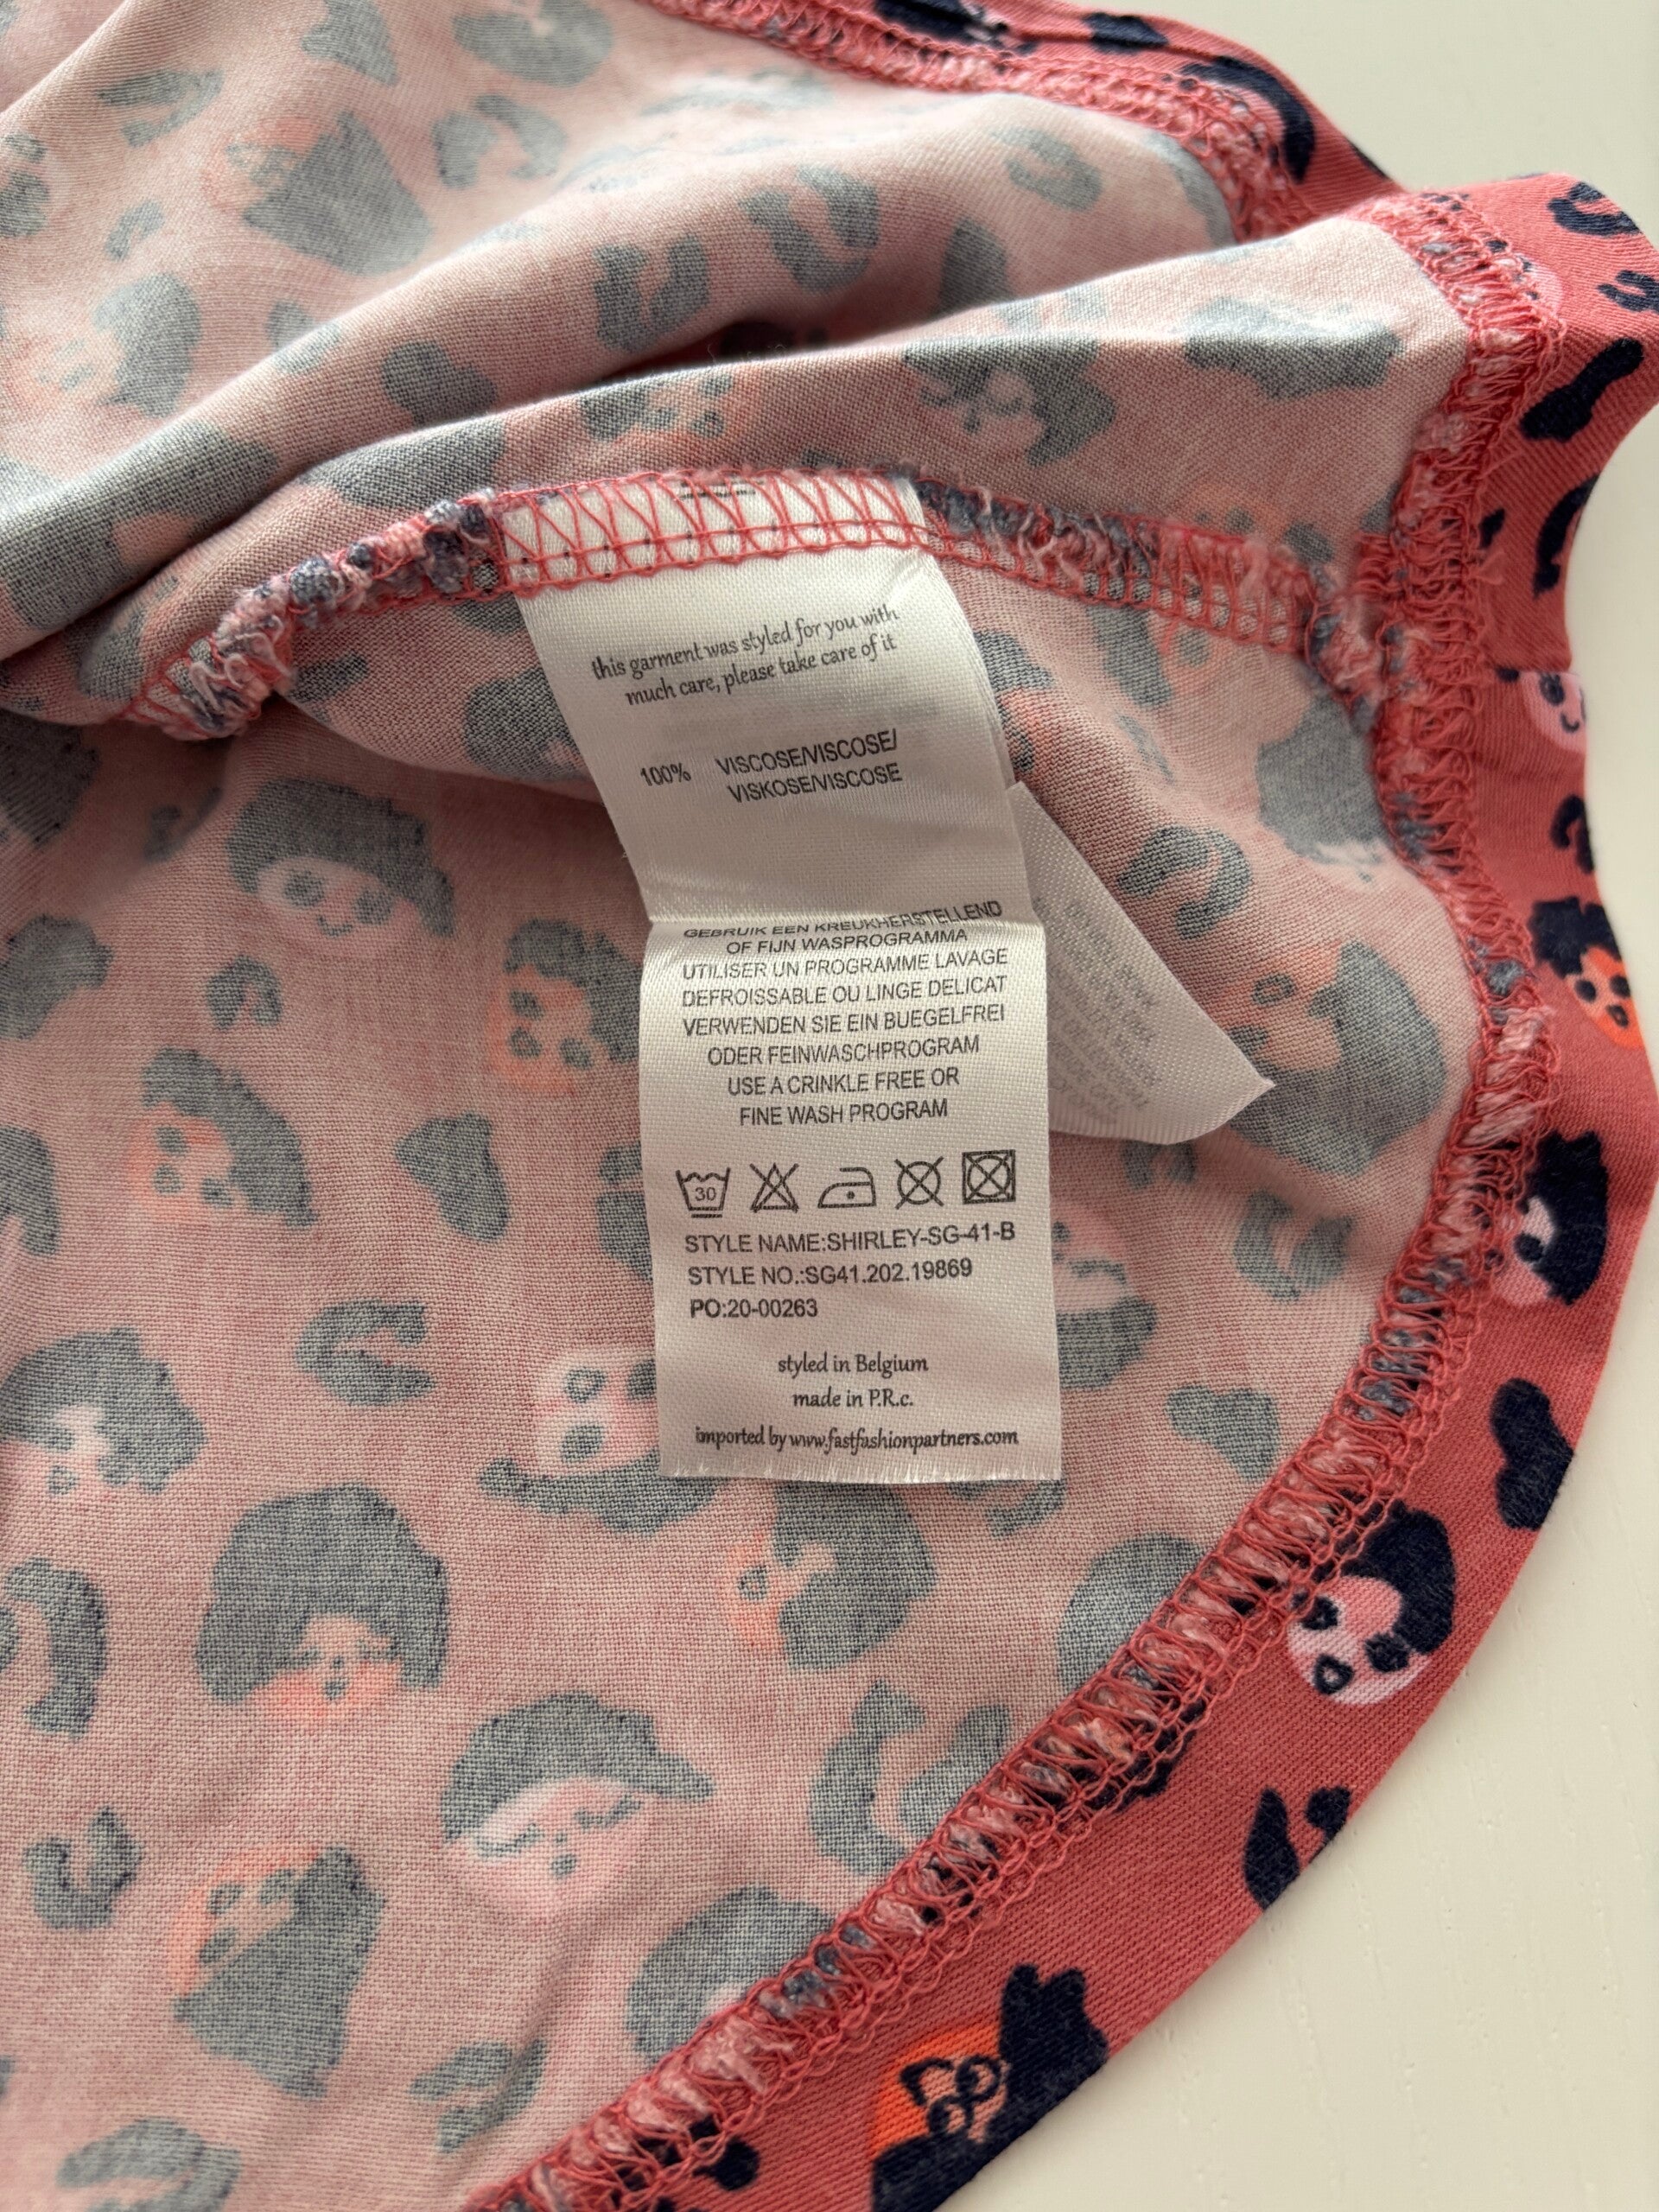 this garment was styled for you with
much care, please take care of it
100% VISCOSE/VISCOSE/
VISKOSE/VISCOSE
GEBRUIK EEN KREUKHERSTELLEND
OF FIJN WASPROGRAMMA
UTILISER UN PROGRAMME LAVAGE
DEFROISSABLE OU LINGE DELICAT
VERWENDEN SIE EIN BUEGELFREI
ODER FEINWASCHPROGRAM
USE A CRINKLE FREE OR
FINE WASH PROGRAM
30
STYLE NAME:SHIRLEY-SG-41-B
STYLE NO.:SG41.202.19869
PO:20-00263
styled in Belgium
made in P.R.c.
imported by www.fastfashionpartners.com